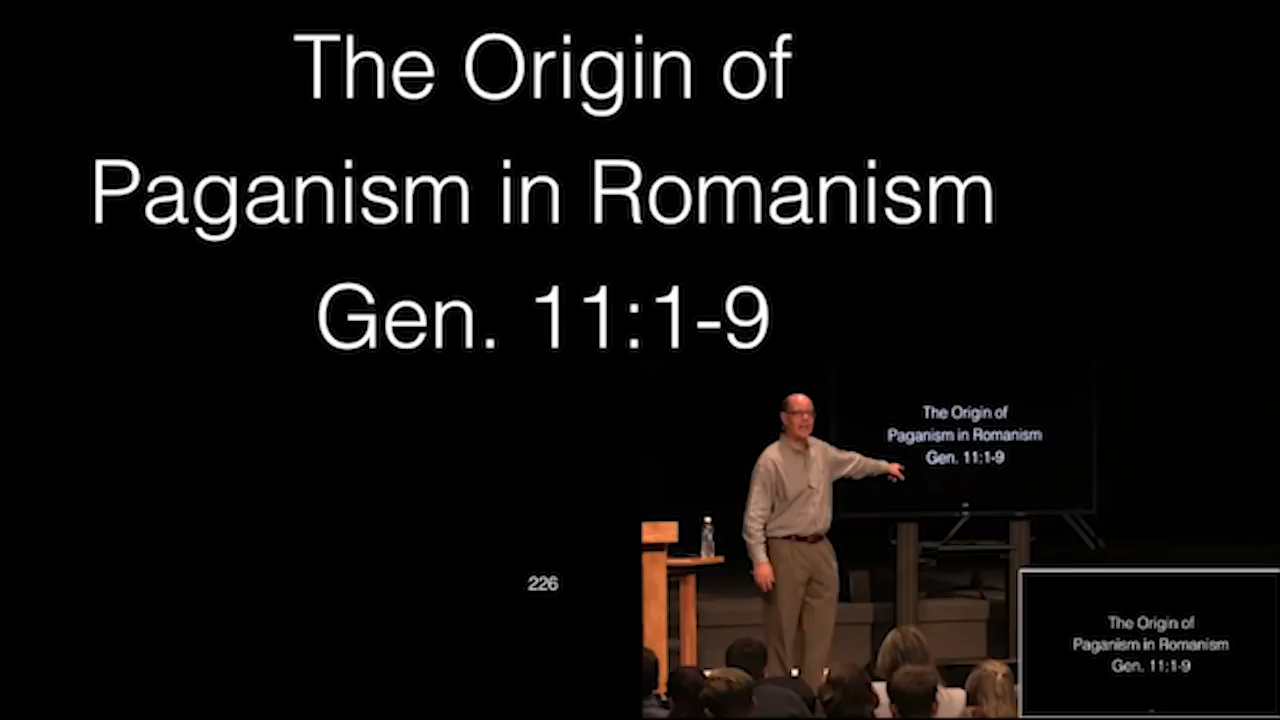 The Origin of
Paganism in Romanism
Gen. 11:1-9
The Origin of
Paganism in Romanism
Gen. 11:1-9
226
The Origin of
Paganism in Romanism
Gen. 11:1-9